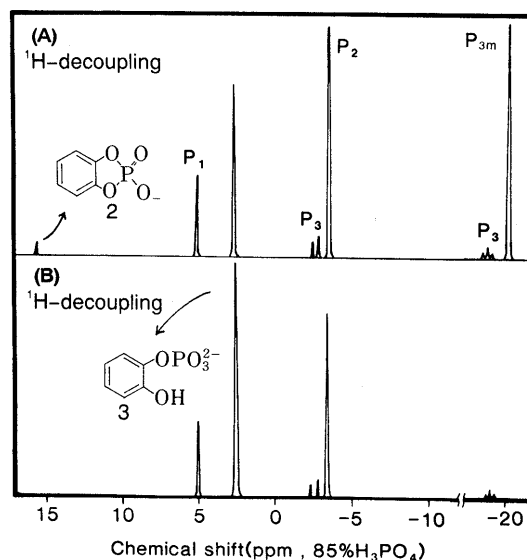 (A)
¹H-decoupling
P₂
P₃ₘ
O
O
P
O
O₋
2
P₁
P₃
P₃
(B)
¹H-decoupling
OPO₃²⁻
OH
3
15 10 5 0 -5 -15 -20
Chemical shift(ppm , 85%H₃PO₄)